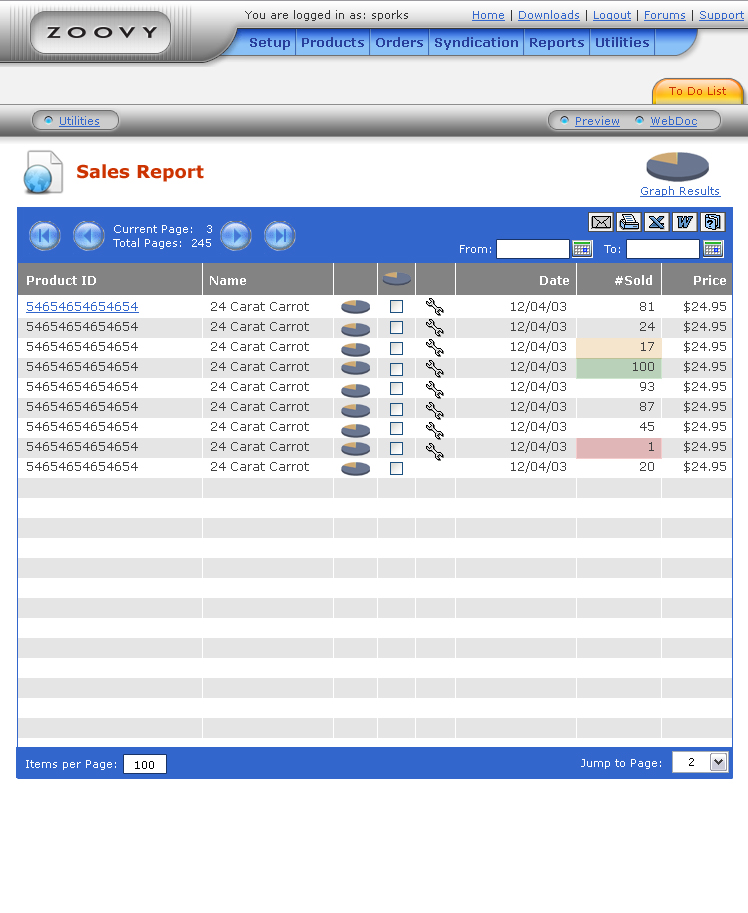 ZOOVY
You are logged in as: sporks
Home | Downloads | Logout | Forums | Support
Setup Products Orders Syndication Reports Utilities
To Do List
Utilities
Preview WebDoc
Sales Report
Graph Results
Current Page: 3
Total Pages: 245
From: To:
Product ID Name Date #Sold Price
54654654654654 24 Carat Carrot 12/04/03 81 $24.95
54654654654654 24 Carat Carrot 12/04/03 24 $24.95
54654654654654 24 Carat Carrot 12/04/03 17 $24.95
54654654654654 24 Carat Carrot 12/04/03 100 $24.95
54654654654654 24 Carat Carrot 12/04/03 93 $24.95
54654654654654 24 Carat Carrot 12/04/03 87 $24.95
54654654654654 24 Carat Carrot 12/04/03 45 $24.95
54654654654654 24 Carat Carrot 12/04/03 1 $24.95
54654654654654 24 Carat Carrot 12/04/03 20 $24.95
Items per Page: 100
Jump to Page: 2